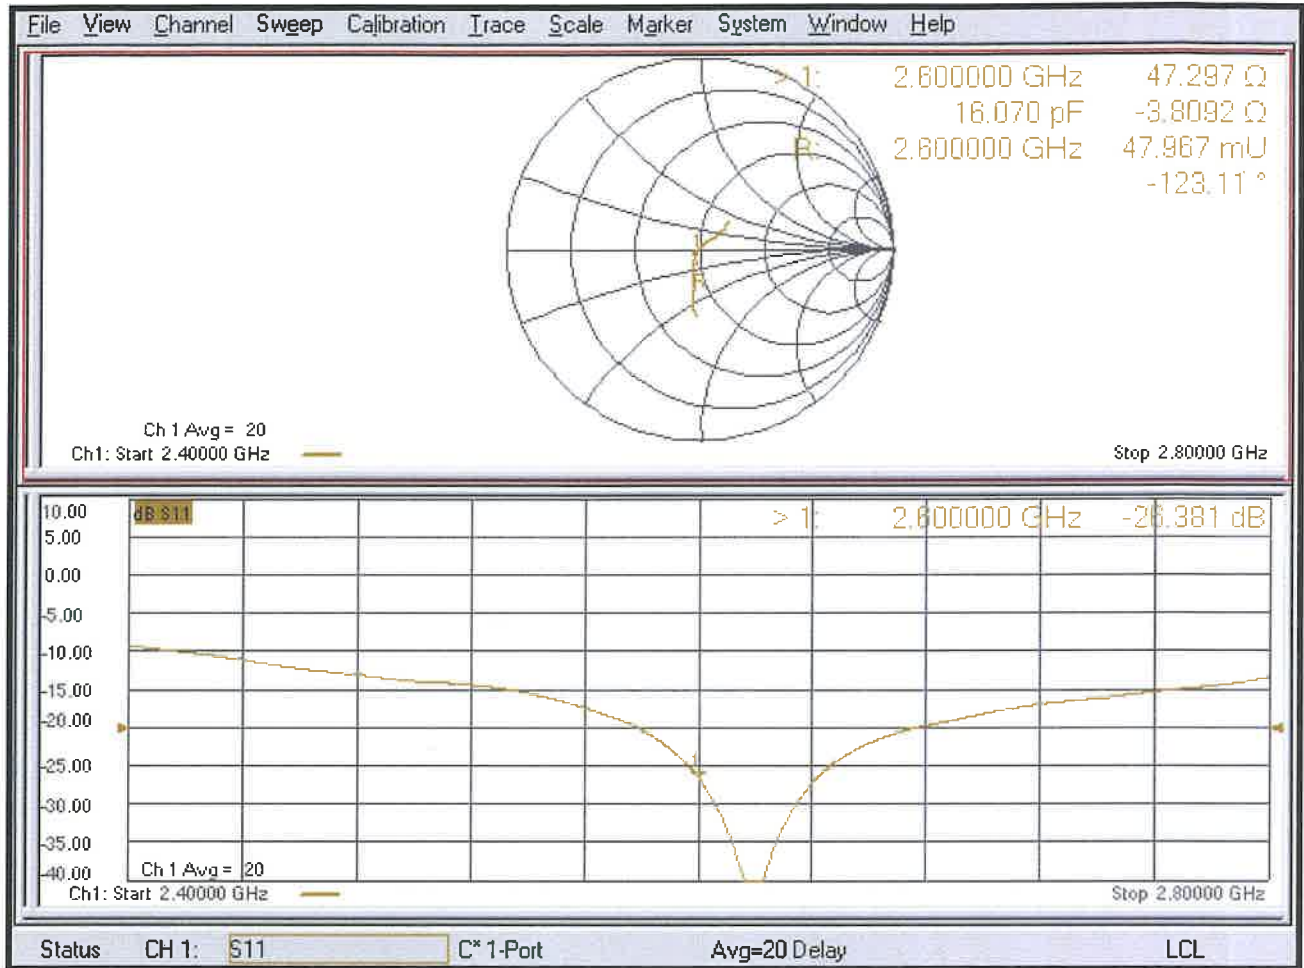 File View Channel Sweep Calibration Trace Scale Marker System Window Help
> 1: 2.600000 GHz 47.297 Ω
16.070 pF -3.8092 Ω
R: 2.600000 GHz 47.967 mU
-123.11 °
1
R
Ch 1 Avg = 20
Ch1: Start 2.40000 GHz
Stop 2.80000 GHz
10.00
dB S11
> 1: 2.600000 GHz -26.381 dB
5.00
0.00
-5.00
-10.00
-15.00
-20.00
1
-25.00
-30.00
-35.00
-40.00
Ch 1 Avg = 20
Ch1: Start 2.40000 GHz
Stop 2.80000 GHz
Status CH 1: S11 C* 1-Port Avg=20 Delay LCL